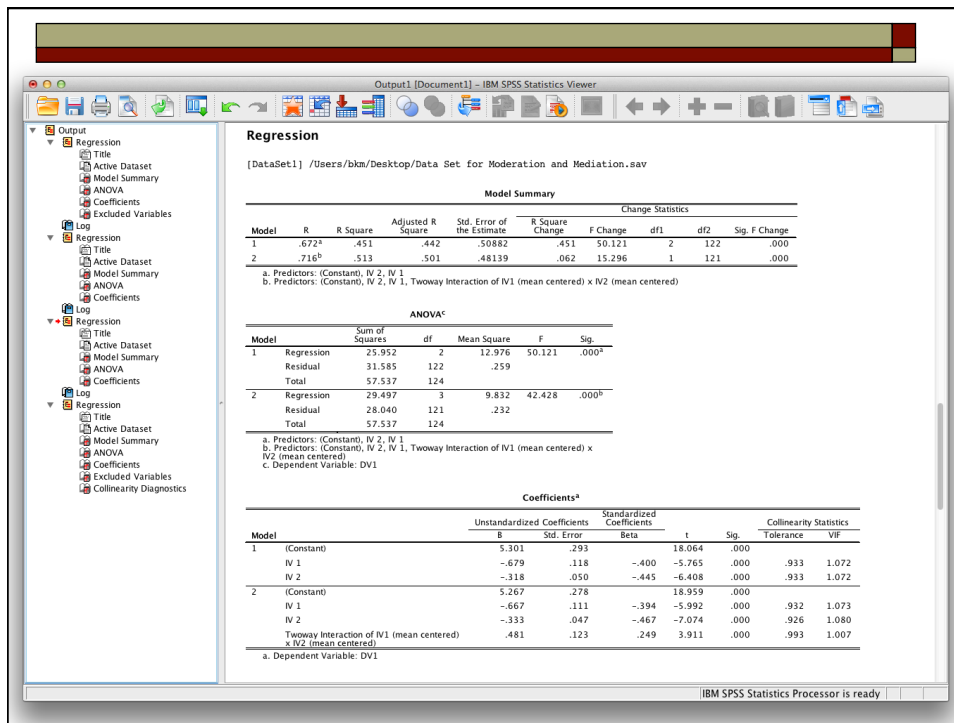 Output1 [Document1] – IBM SPSS Statistics Viewer
Output
Regression
Title
Active Dataset
Model Summary
ANOVA
Coefficients
Excluded Variables
Log
Regression
Title
Active Dataset
Model Summary
ANOVA
Coefficients
Log
Regression
Title
Active Dataset
Model Summary
ANOVA
Coefficients
Log
Regression
Title
Active Dataset
Model Summary
ANOVA
Coefficients
Excluded Variables
Collinearity Diagnostics
Regression
[DataSet1] /Users/bkm/Desktop/Data Set for Moderation and Mediation.sav
Model Summary
Change Statistics
Model R R Square Adjusted R Square Std. Error of the Estimate R Square Change F Change df1 df2 Sig. F Change
1 .672a .451 .442 .50882 .451 50.121 2 122 .000
2 .716b .513 .501 .48139 .062 15.296 1 121 .000
a. Predictors: (Constant), IV 2, IV 1
b. Predictors: (Constant), IV 2, IV 1, Twoway Interaction of IV1 (mean centered) x IV2 (mean centered)
ANOVAc
Model Sum of Squares df Mean Square F Sig.
1 Regression 25.952 2 12.976 50.121 .000a
Residual 31.585 122 .259
Total 57.537 124
2 Regression 29.497 3 9.832 42.428 .000b
Residual 28.040 121 .232
Total 57.537 124
a. Predictors: (Constant), IV 2, IV 1
b. Predictors: (Constant), IV 2, IV 1, Twoway Interaction of IV1 (mean centered) x
IV2 (mean centered)
c. Dependent Variable: DV1
Coefficientsa
Unstandardized Coefficients Standardized Coefficients Collinearity Statistics
Model B Std. Error Beta t Sig. Tolerance VIF
1 (Constant) 5.301 .293 18.064 .000
IV 1 -.679 .118 -.400 -5.765 .000 .933 1.072
IV 2 -.318 .050 -.445 -6.408 .000 .933 1.072
2 (Constant) 5.267 .278 18.959 .000
IV 1 -.667 .111 -.394 -5.992 .000 .932 1.073
IV 2 -.333 .047 -.467 -7.074 .000 .926 1.080
Twoway Interaction of IV1 (mean centered) x IV2 (mean centered) .481 .123 .249 3.911 .000 .993 1.007
a. Dependent Variable: DV1
IBM SPSS Statistics Processor is ready